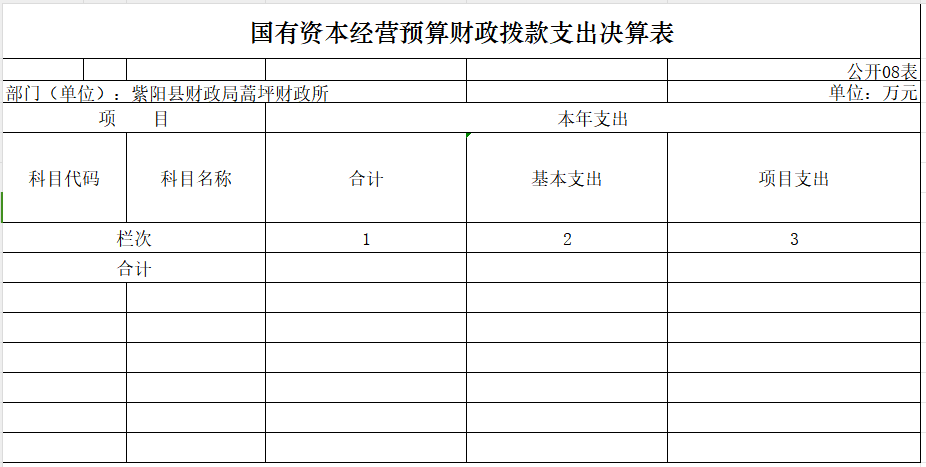 国有资本经营预算财政拨款支出决算表
公开08表
部门（单位）：紫阳县财政局蒿坪财政所 单位：万元
项 目 本年支出
科目代码 科目名称 合计 基本支出 项目支出
栏次 1 2 3
合计